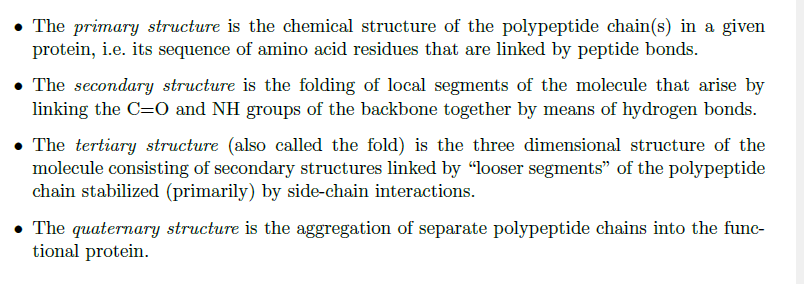 • The primary structure is the chemical structure of the polypeptide chain(s) in a given
protein, i.e. its sequence of amino acid residues that are linked by peptide bonds.
• The secondary structure is the folding of local segments of the molecule that arise by
linking the C=O and NH groups of the backbone together by means of hydrogen bonds.
• The tertiary structure (also called the fold) is the three dimensional structure of the
molecule consisting of secondary structures linked by “looser segments” of the polypeptide
chain stabilized (primarily) by side-chain interactions.
• The quaternary structure is the aggregation of separate polypeptide chains into the func-
tional protein.